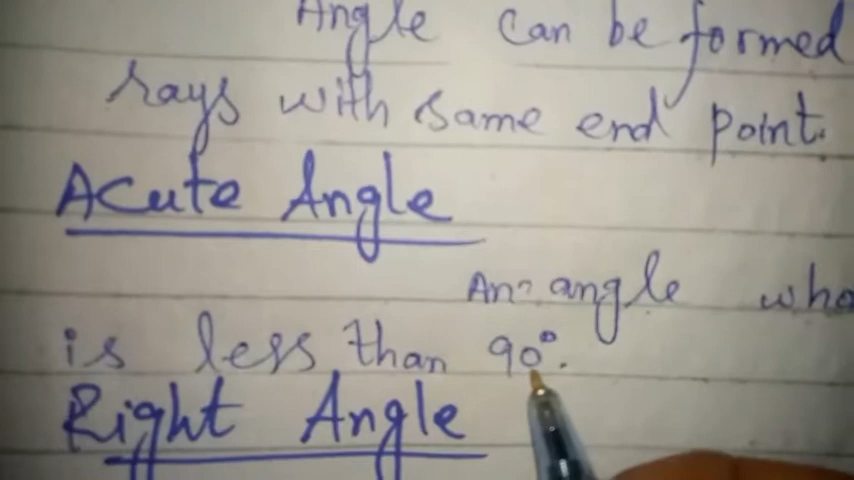 Angle can be formed
rays with same end point.
Acute Angle
An angle
is less than 90°.
Right Angle